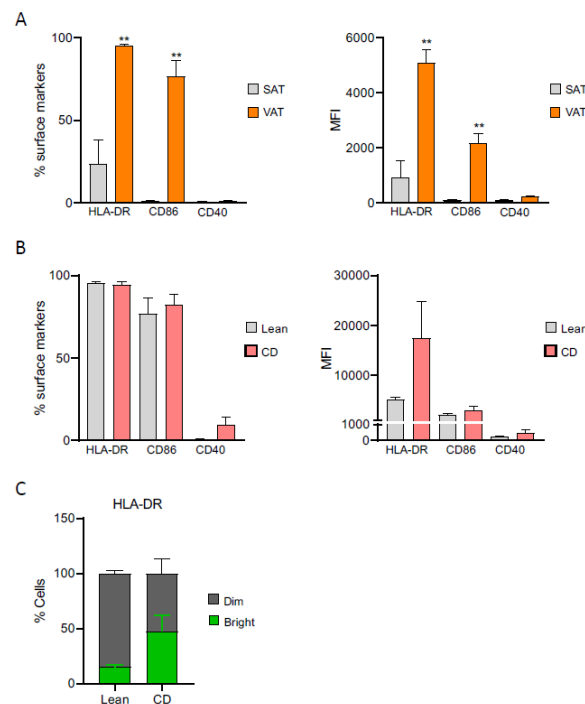 A
% surface markers
100
50
0
**
**
HLA-DR CD86 CD40
SAT
VAT
MFI
6000
4000
2000
0
**
**
HLA-DR CD86 CD40
SAT
VAT
B
% surface markers
100
50
0
HLA-DR CD86 CD40
Lean
CD
MFI
30000
20000
10000
1000
0
HLA-DR CD86 CD40
Lean
CD
C
HLA-DR
% Cells
150
100
50
0
Lean CD
Dim
Bright